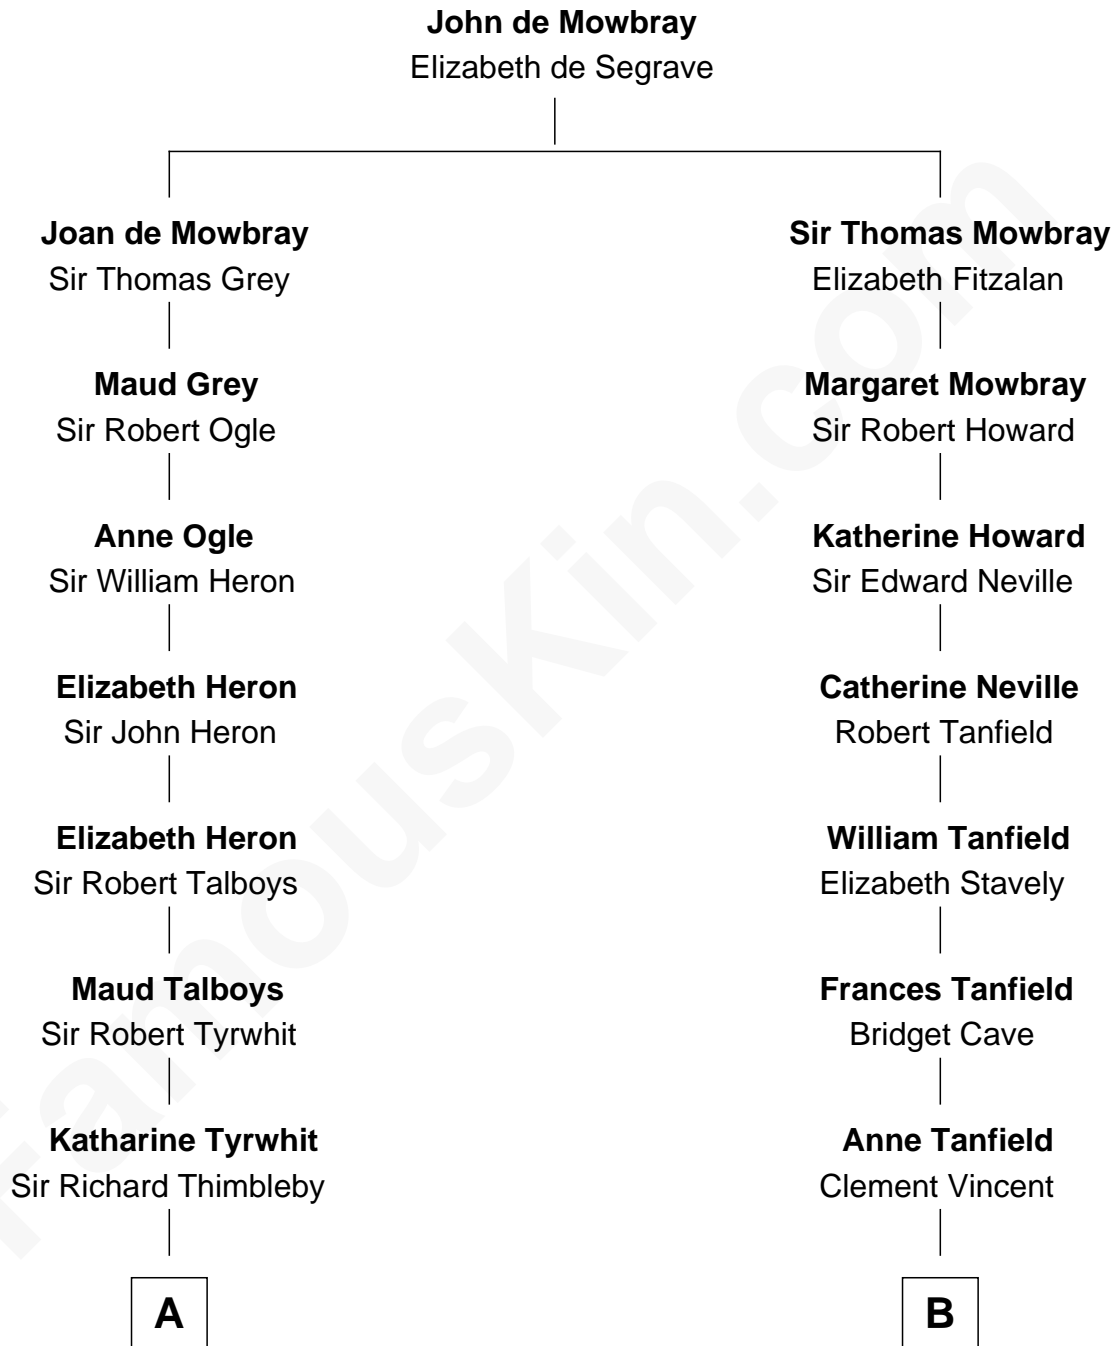 John de Mowbray
Elizabeth de Segrave
Joan de Mowbray
Sir Thomas Grey
Sir Thomas Mowbray
Elizabeth Fitzalan
Maud Grey
Sir Robert Ogle
Margaret Mowbray
Sir Robert Howard
Anne Ogle
Sir William Heron
Katherine Howard
Sir Edward Neville
Elizabeth Heron
Sir John Heron
Catherine Neville
Robert Tanfield
Elizabeth Heron
Sir Robert Talboys
William Tanfield
Elizabeth Stavely
Maud Talboys
Sir Robert Tyrwhit
Frances Tanfield
Bridget Cave
Katharine Tyrwhit
Sir Richard Thimbleby
Anne Tanfield
Clement Vincent
A
B
FamousKin.com